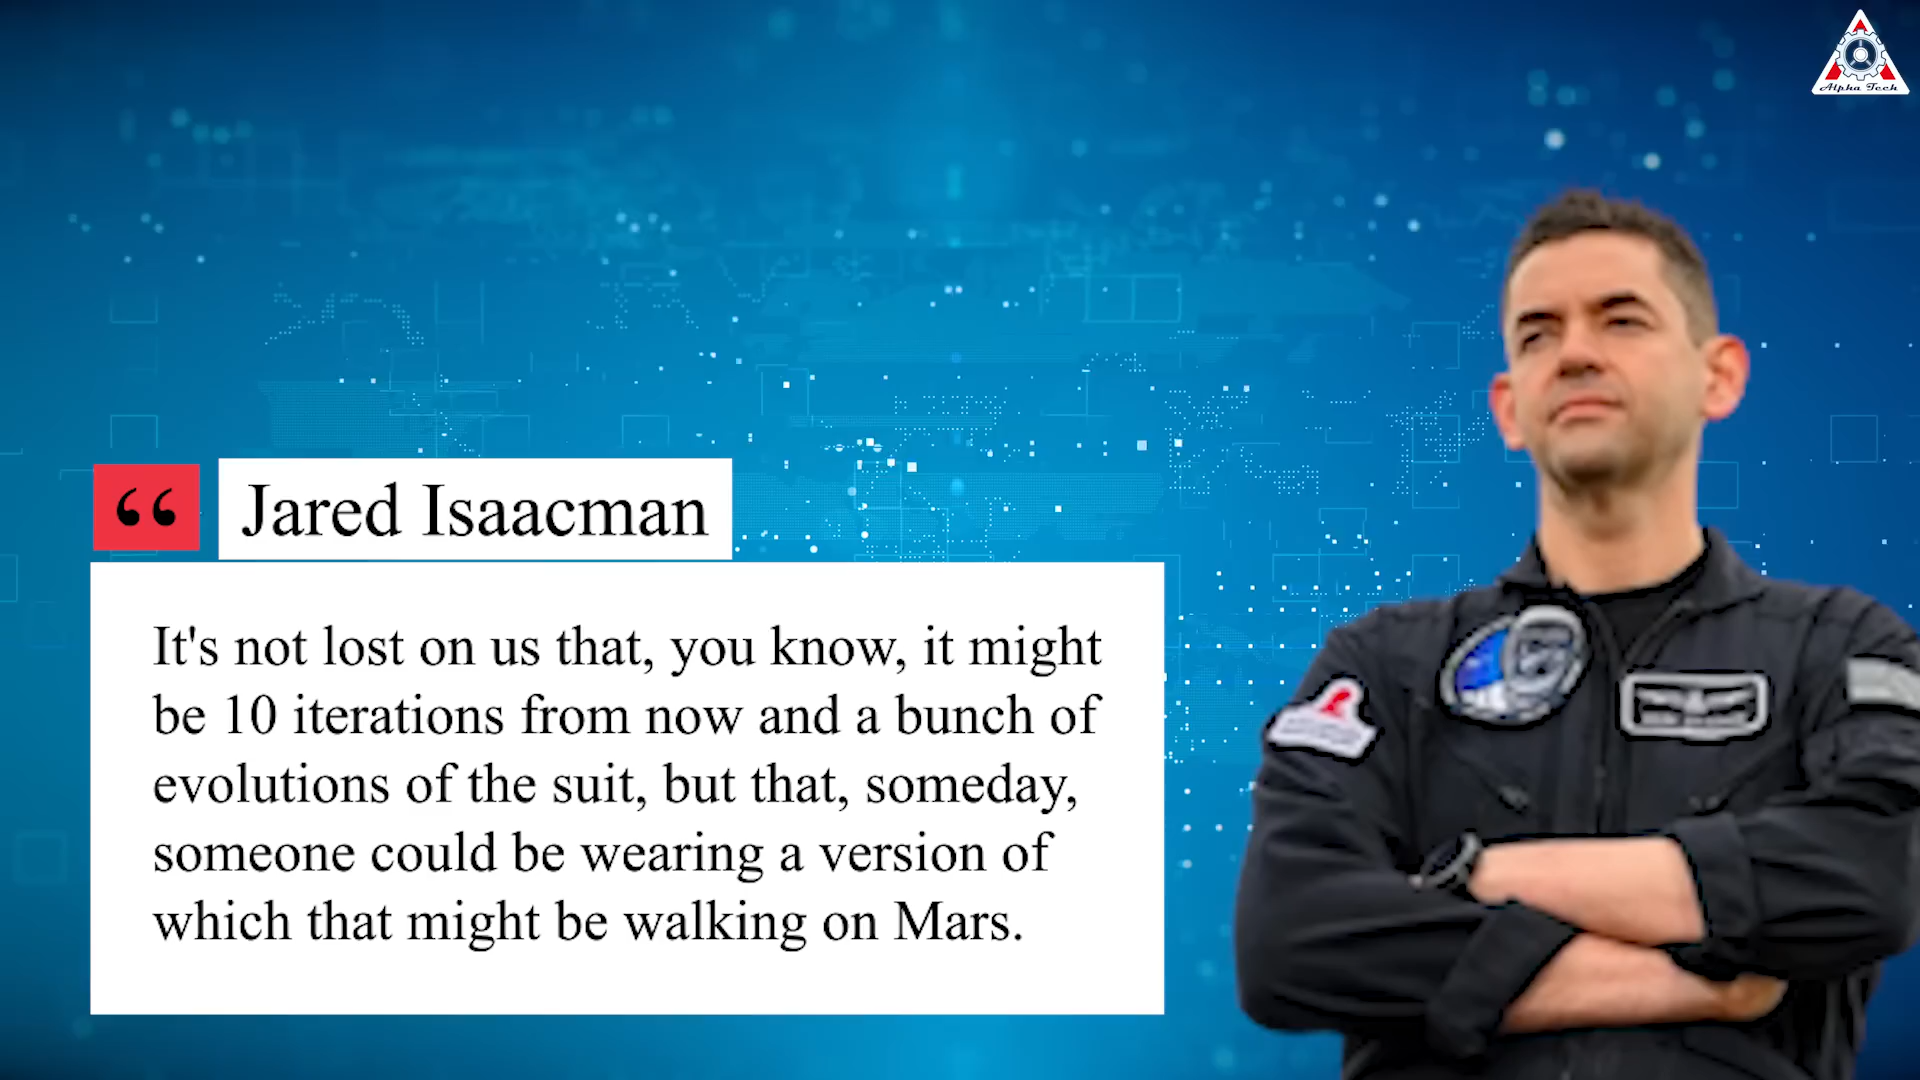 Alpha Tech
“
Jared Isaacman
It's not lost on us that, you know, it might
be 10 iterations from now and a bunch of
evolutions of the suit, but that, someday,
someone could be wearing a version of
which that might be walking on Mars.